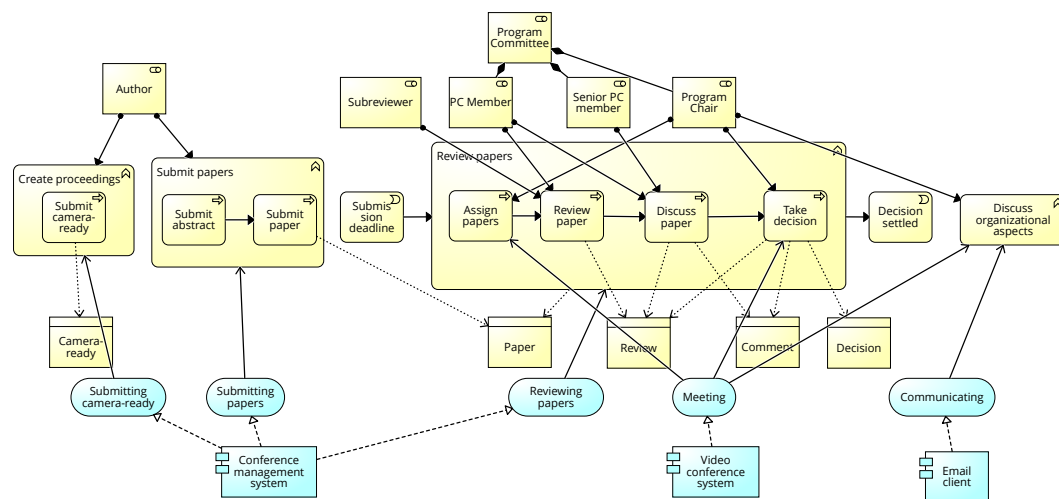 Program
Committee
Author
Subreviewer
PC Member
Senior PC
member
Program
Chair
Create proceedings
Submit
camera-
ready
Submit papers
Submit
abstract
Submit
paper
Submis
sion
deadline
Review papers
Assign
papers
Review
paper
Discuss
paper
Take
decision
Decision
settled
Discuss
organizational
aspects
Camera-
ready
Paper
Review
Comment
Decision
Submitting
camera-ready
Submitting
papers
Reviewing
papers
Meeting
Communicating
Conference
management
system
Video
conference
system
Email
client